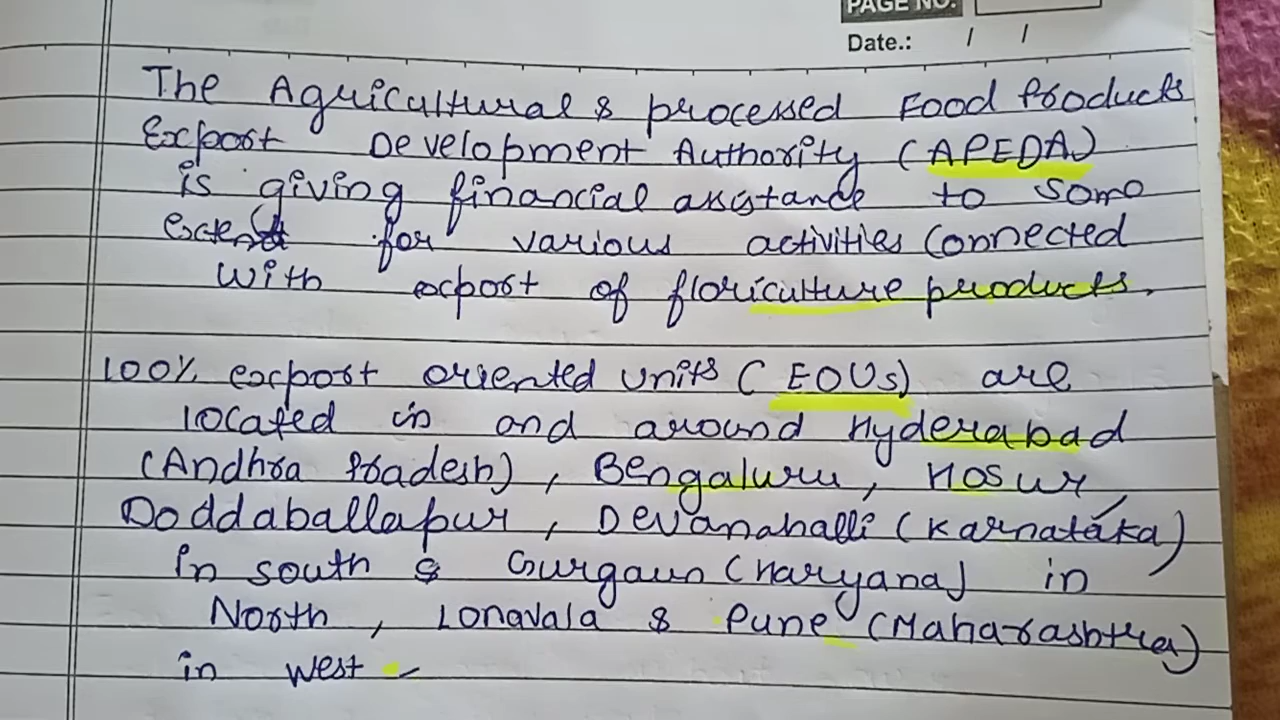 PAGE NO.
Date.: / /
The Agricultural & processed Food Products
Export Development Authority (APEDA)
is giving financial assistance to some
extent for various activities connected
with export of floriculture products.
100% export oriented units (EOUs) are
located in and around Hyderabad
(Andhra Pradesh), Bengaluru, Hosur,
Doddaballapur, Devanahalli (Karnataka)
in south & Gurgaun (Haryana) in
North, Lonavala & Pune (Maharashtra)
in west